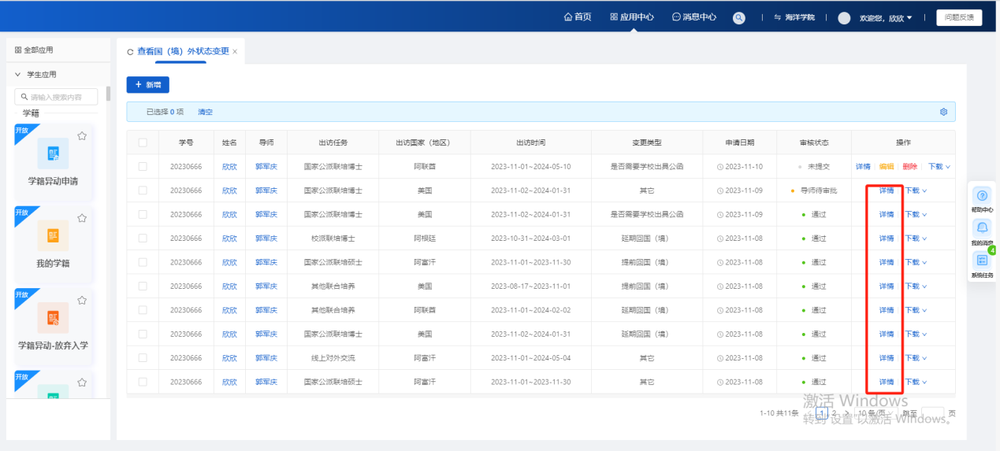 首页 应用中心 消息中心 海洋学院 欢迎您，欣欣 问题反馈
全部应用
学生应用
请输入搜索内容
学籍
开放
学籍异动申请
开放
我的学籍
开放
学籍异动-放弃入学
开放
查看国（境）外状态变更
+ 新增
已选择 0 项 清空
学号 姓名 导师 出访任务 出访国家（地区） 出访时间 变更类型 申请日期 审核状态 操作
20230666 欣欣 郭军庆 国家公派联培博士 阿联酋 2023-11-01~2024-05-10 是否需要学校出具公函 2023-11-10 未提交 详情 编辑 删除 下载
20230666 欣欣 郭军庆 国家公派联培博士 美国 2023-11-02~2024-01-31 其它 2023-11-09 导师待审批 详情 下载
20230666 欣欣 郭军庆 国家公派联培博士 美国 2023-11-02~2024-01-31 是否需要学校出具公函 2023-11-09 通过 详情 下载
20230666 欣欣 郭军庆 校派联培博士 阿根廷 2023-10-31~2024-03-01 延期回国（境） 2023-11-08 通过 详情 下载
20230666 欣欣 郭军庆 国家公派联培硕士 阿富汗 2023-11-01~2023-11-30 提前回国（境） 2023-11-08 通过 详情 下载
20230666 欣欣 郭军庆 其他联合培养 美国 2023-08-17~2023-11-01 提前回国（境） 2023-11-08 通过 详情 下载
20230666 欣欣 郭军庆 其他联合培养 阿联酋 2023-11-01~2024-02-02 延期回国（境） 2023-11-08 通过 详情 下载
20230666 欣欣 郭军庆 国家公派联培博士 美国 2023-11-02~2024-01-31 延期回国（境） 2023-11-08 通过 详情 下载
20230666 欣欣 郭军庆 线上对外交流 阿富汗 2023-11-01~2024-05-04 其它 2023-11-08 通过 详情 下载
20230666 欣欣 郭军庆 国家公派联培硕士 阿富汗 2023-11-01~2023-11-30 其它 2023-11-08 通过 详情 下载
1-10 共11条 < 1 2 > 10 条/页 跳至 页
激活 Windows
转到"设置"以激活 Windows。
帮助中心
我的消息
4
系统任务